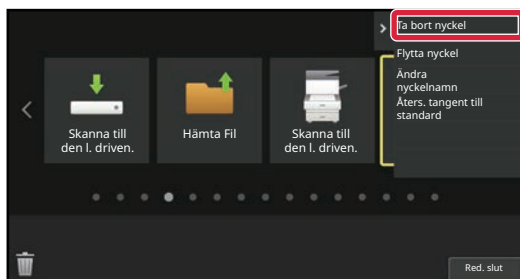 Ta bort nyckel
Flytta nyckel
Ändra
nyckelnamn
Åters. tangent till
standard
Skanna till
den l. driven.
Hämta Fil
Skanna till
den l. driven.
Red. slut